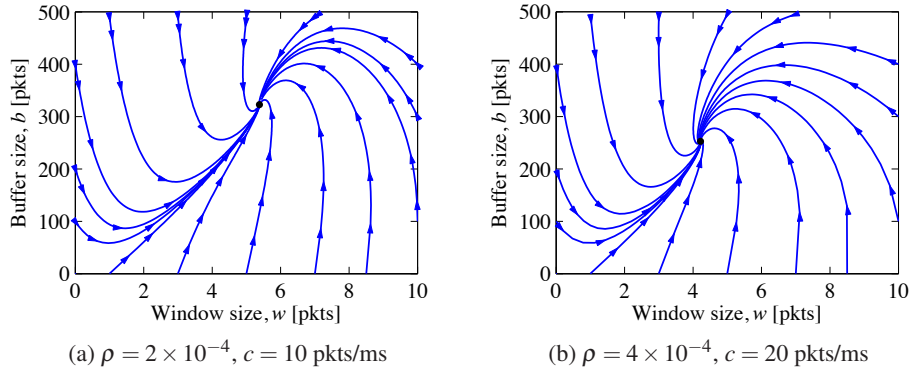 500
400
300
200
100
0
Buffer size, b [pkts]
0 2 4 6 8 10
Window size, w [pkts]
(a) ρ = 2 × 10⁻⁴, c = 10 pkts/ms
500
400
300
200
100
0
Buffer size, b [pkts]
0 2 4 6 8 10
Window size, w [pkts]
(b) ρ = 4 × 10⁻⁴, c = 20 pkts/ms